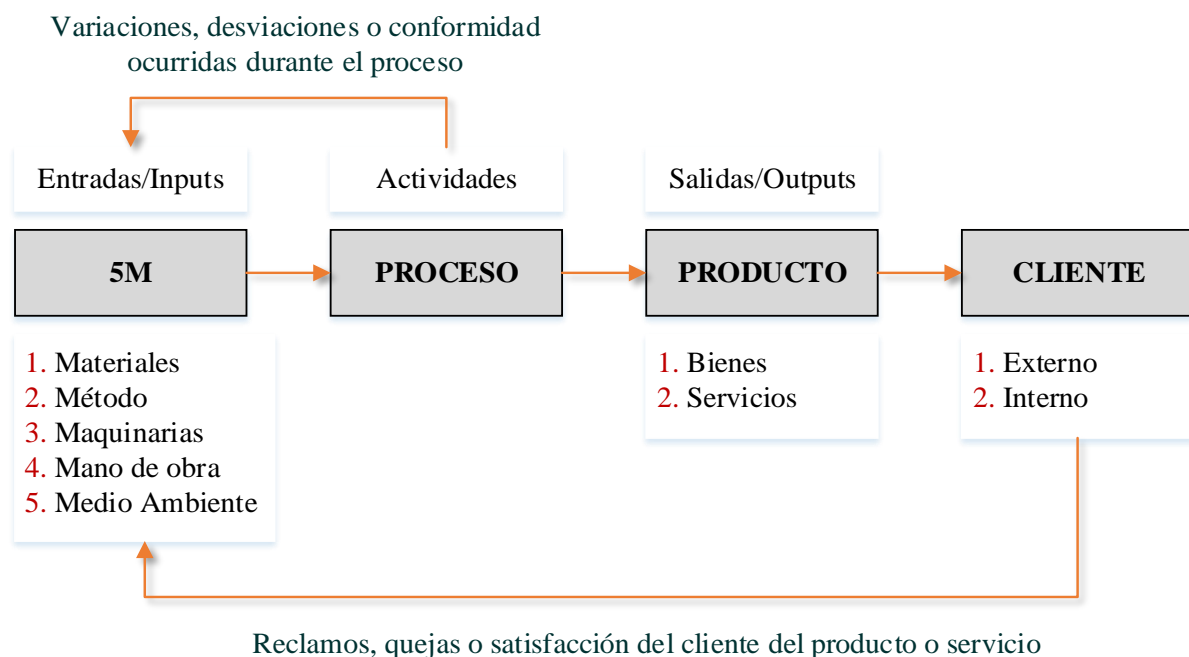 Variaciones, desviaciones o conformidad
ocurridas durante el proceso
Entradas/Inputs
Actividades
Salidas/Outputs
5M
PROCESO
PRODUCTO
CLIENTE
1. Materiales
2. Método
3. Maquinarias
4. Mano de obra
5. Medio Ambiente
1. Bienes
2. Servicios
1. Externo
2. Interno
Reclamos, quejas o satisfacción del cliente del producto o servicio